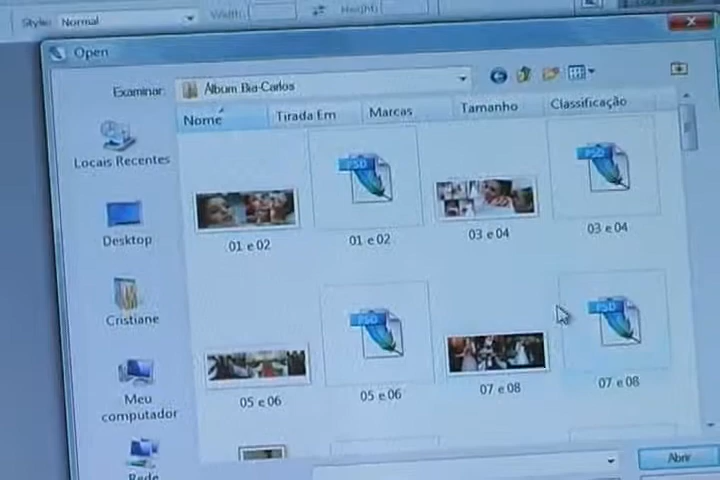 Style: Normal Width: Height:
Open
Examinar: Álbum Bia-Carlos
Nome Tirada Em Marcas Tamanho Classificação
Locais Recentes
Desktop
Cristiane
Meu
computador
Rede
PSD PSD
01 e 02 01 e 02 03 e 04 03 e 04
PSD PSD
05 e 06 05 e 06 07 e 08 07 e 08
Abrir